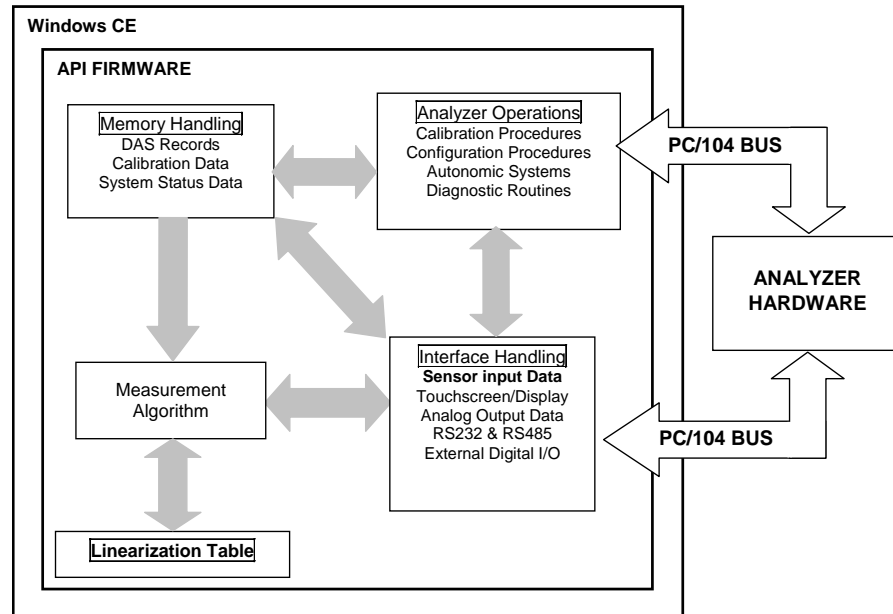 Windows CE
API FIRMWARE
Memory Handling
DAS Records
Calibration Data
System Status Data
Analyzer Operations
Calibration Procedures
Configuration Procedures
Autonomic Systems
Diagnostic Routines
PC/104 BUS
ANALYZER
HARDWARE
Measurement
Algorithm
Interface Handling
Sensor input Data
Touchscreen/Display
Analog Output Data
RS232 & RS485
External Digital I/O
PC/104 BUS
Linearization Table